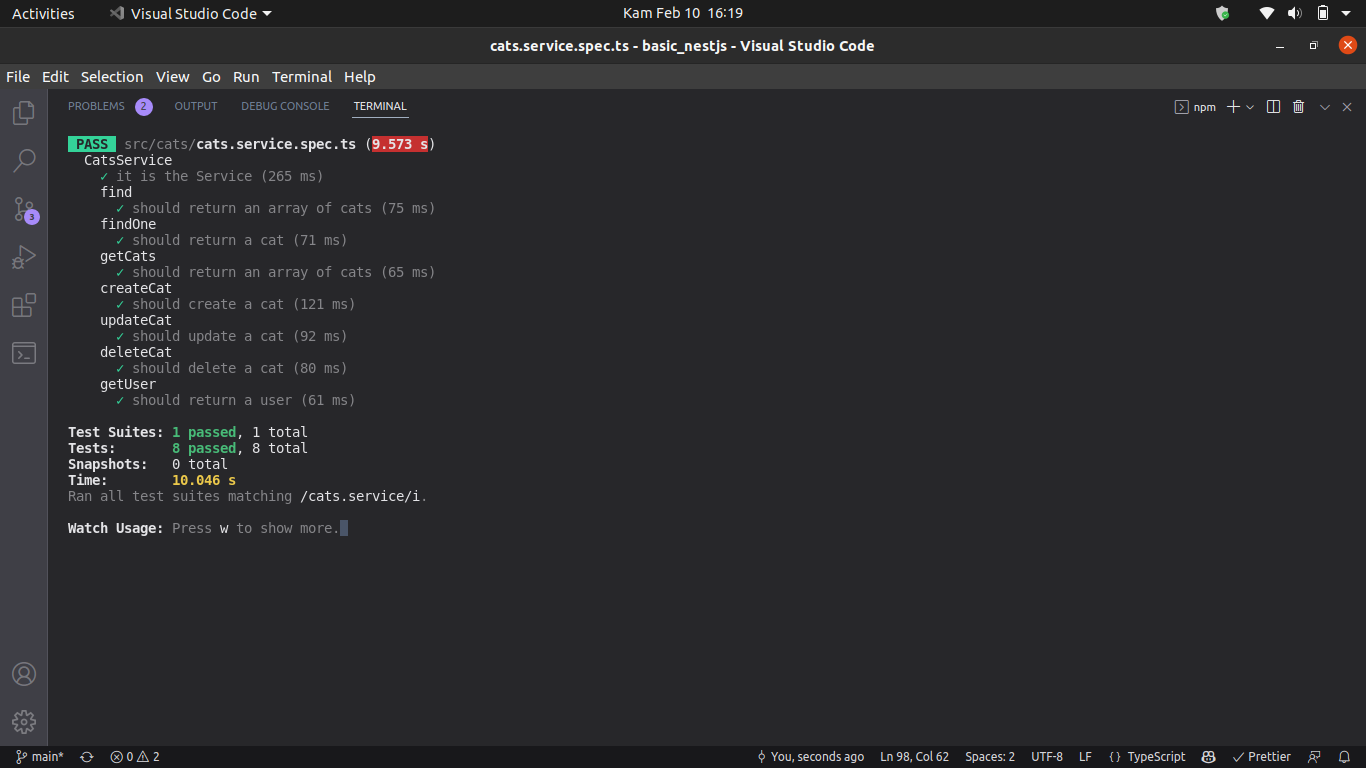 Activities Visual Studio Code Kam Feb 10 16:19
cats.service.spec.ts - basic_nestjs - Visual Studio Code
File Edit Selection View Go Run Terminal Help
PROBLEMS 2 OUTPUT DEBUG CONSOLE TERMINAL npm
PASS src/cats/cats.service.spec.ts (9.573 s)
CatsService
✓ it is the Service (265 ms)
find
✓ should return an array of cats (75 ms)
findOne
✓ should return a cat (71 ms)
getCats
✓ should return an array of cats (65 ms)
createCat
✓ should create a cat (121 ms)
updateCat
✓ should update a cat (92 ms)
deleteCat
✓ should delete a cat (80 ms)
getUser
✓ should return a user (61 ms)
Test Suites: 1 passed, 1 total
Tests: 8 passed, 8 total
Snapshots: 0 total
Time: 10.046 s
Ran all test suites matching /cats.service/i.
Watch Usage: Press w to show more.
3
main* 0 2 You, seconds ago Ln 98, Col 62 Spaces: 2 UTF-8 LF {} TypeScript Prettier